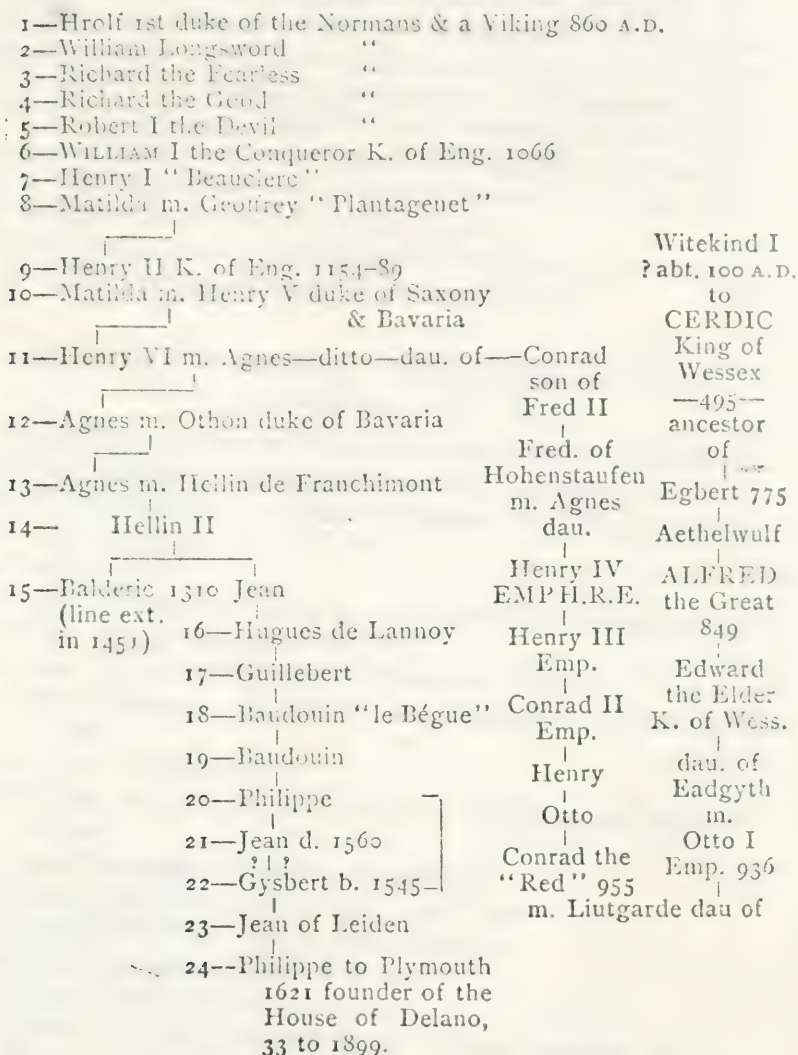 1—Hrolf 1st duke of the Normans & a Viking 860 A.D.
2—William Longsword "
3—Richard the Fearless "
4—Richard the Good "
5—Robert I the Devil "
6—WILLIAM I the Conqueror K. of Eng. 1066
7—Henry I "Beauclerc"
8—Matilda m. Geoffrey "Plantagenet"
9—Henry II K. of Eng. 1154-89
10—Matilda m. Henry V duke of Saxony
& Bavaria
11—Henry VI m. Agnes—ditto—dau. of—Conrad
12—Agnes m. Othon duke of Bavaria
13—Agnes m. Hellin de Franchimont
14— Hellin II
15—Balderic 1310 Jean
(line ext.
in 1451)
16—Hugues de Lannoy
17—Guillebert
18—Baudouin "le Bégue"
19—Baudouin
20—Philippe
21—Jean d. 1560
? | ?
22—Gysbert b. 1545
23—Jean of Leiden
24—Philippe to Plymouth
1621 founder of the
House of Delano,
33 to 1899.
son of
Fred II
Fred. of
Hohenstaufen
m. Agnes
dau.
Henry IV
EMP H.R.E.
Henry III
Emp.
Conrad II
Emp.
Henry
Otto
Conrad the
"Red" 955
m. Liutgarde dau of
Witekind I
? abt. 100 A.D.
to
CERDIC
King of
Wessex
—495—
ancestor
of
Egbert 775
Aethelwulf
ALFRED
the Great
849
Edward
the Elder
K. of Wess.
dau. of
Eadgyth
m.
Otto I
Emp. 936